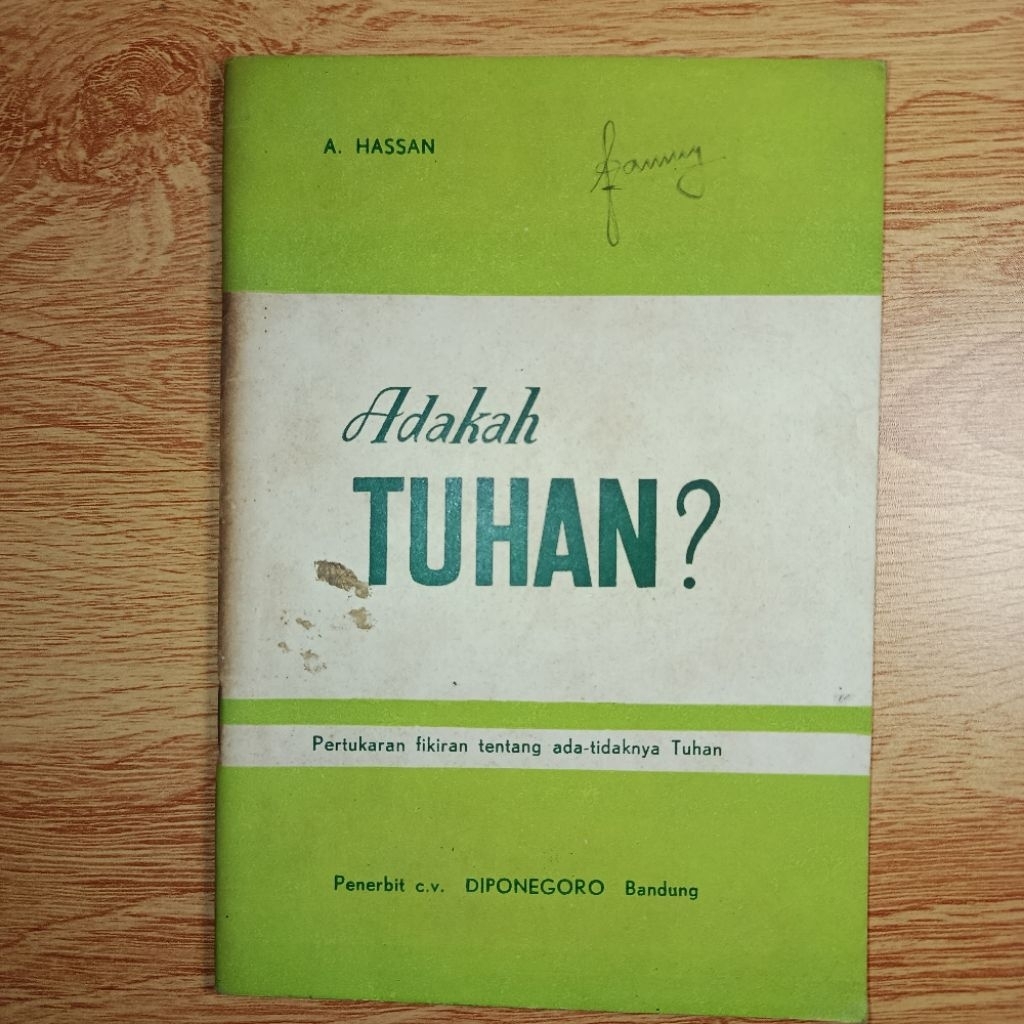 A. HASSAN
Adakah
TUHAN?
Pertukaran fikiran tentang ada-tidaknya Tuhan
Penerbit c.v. DIPONEGORO Bandung